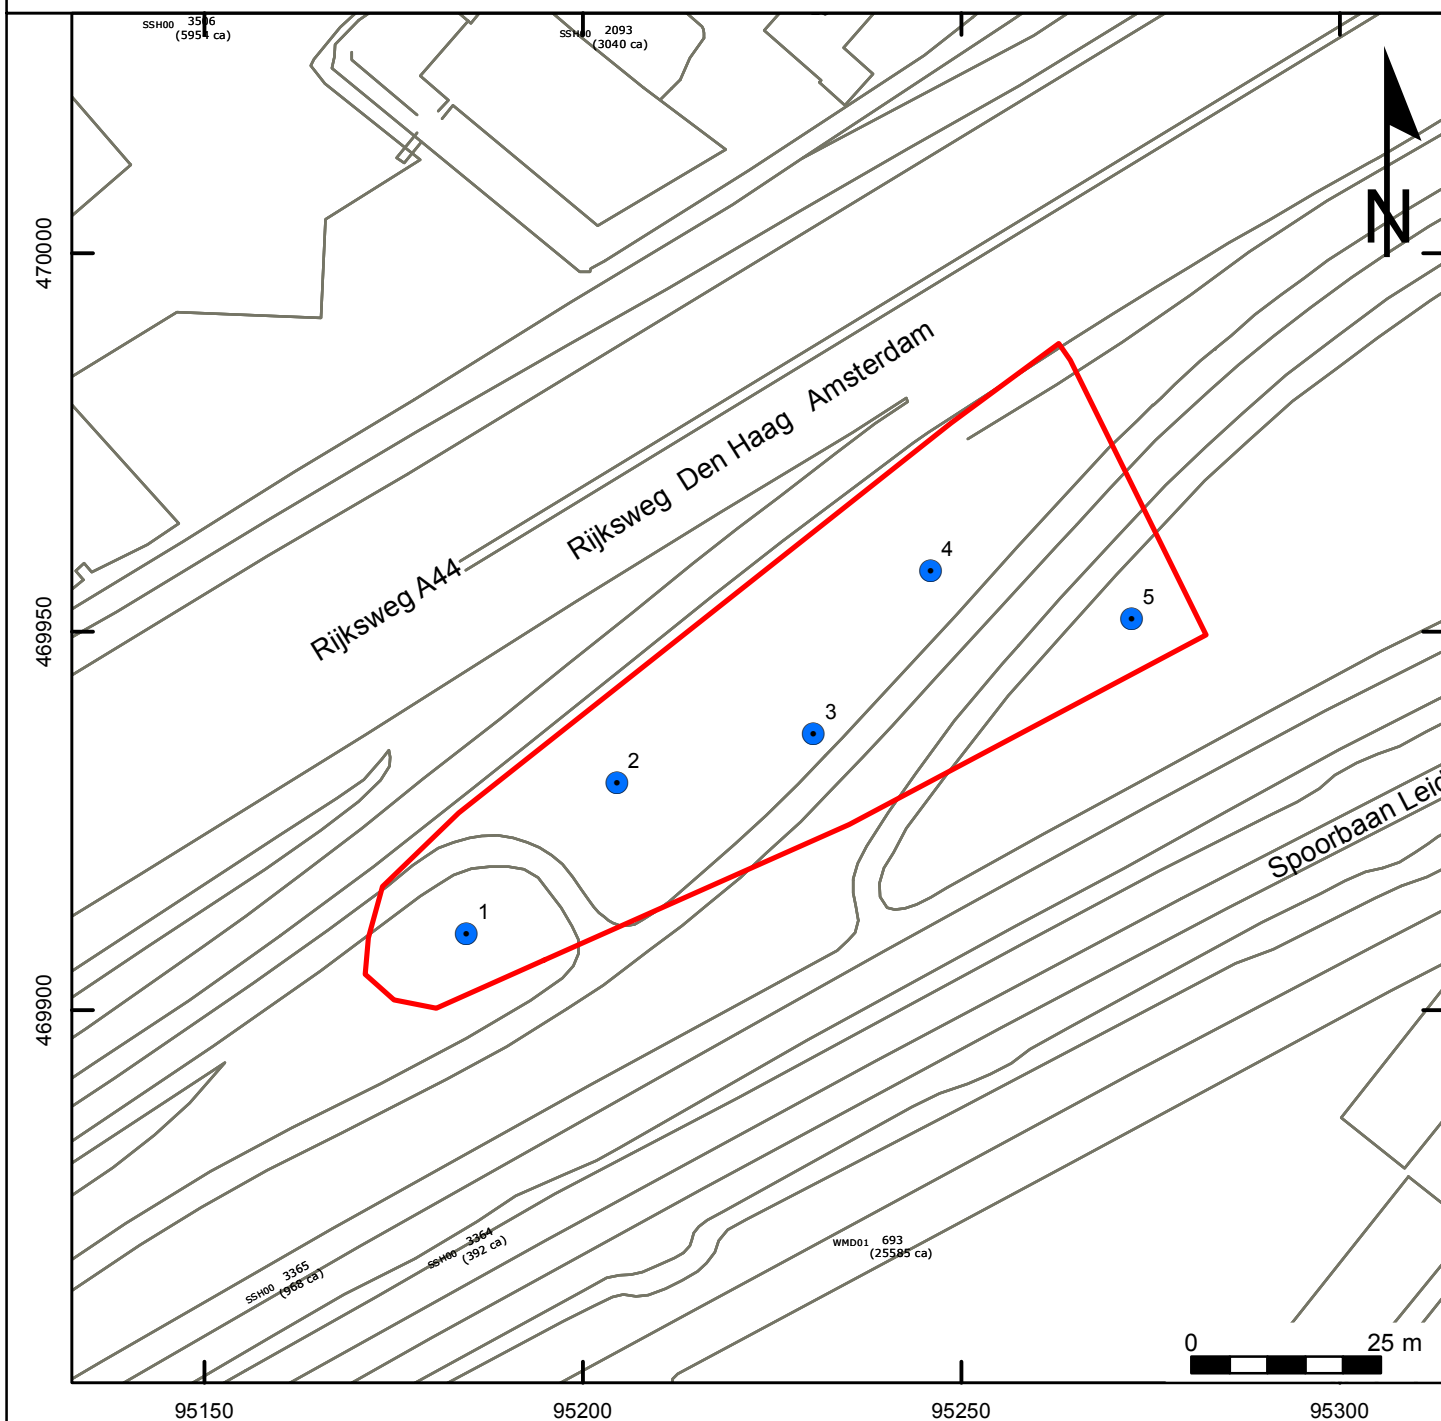 SSH00 3506
(5954 ca)
SSH00 2093
(3040 ca)
N
470000
469950
469900
Rijksweg A44
Rijksweg Den Haag Amsterdam
4
5
3
2
1
Spoorbaan
SSH00 3365
(968 ca)
SSH00 3364
(392 ca)
WMD01 693
(25585 ca)
0 25 m
95150 95200 95250 95300